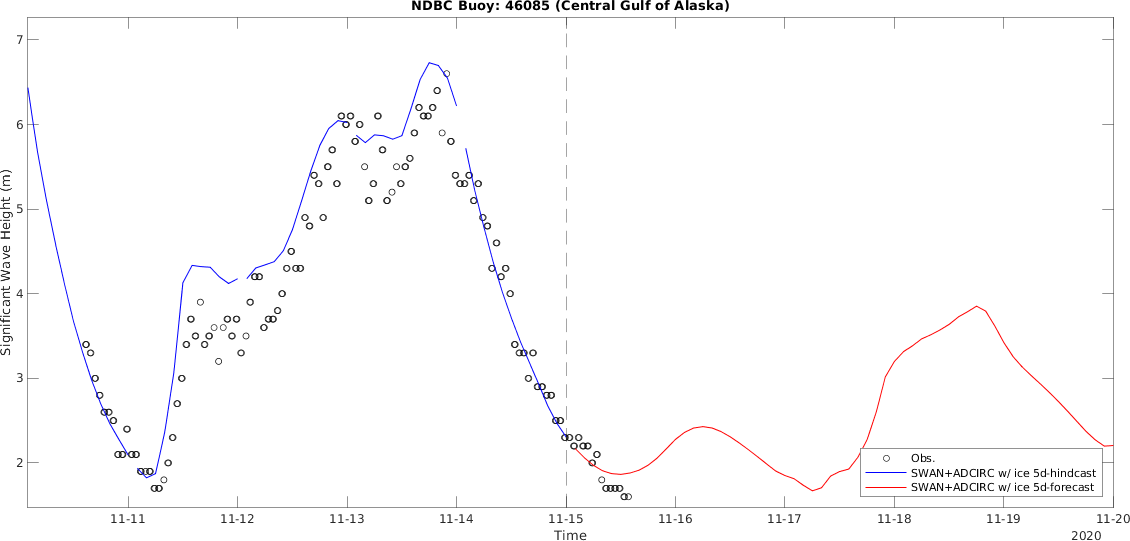 NDBC Buoy: 46085 (Central Gulf of Alaska)
7
6
5
4
3
2
Significant Wave Height (m)
Obs.
SWAN+ADCIRC w/ ice 5d-hindcast
SWAN+ADCIRC w/ ice 5d-forecast
11-11 11-12 11-13 11-14 11-15 11-16 11-17 11-18 11-19 11-20
Time
2020